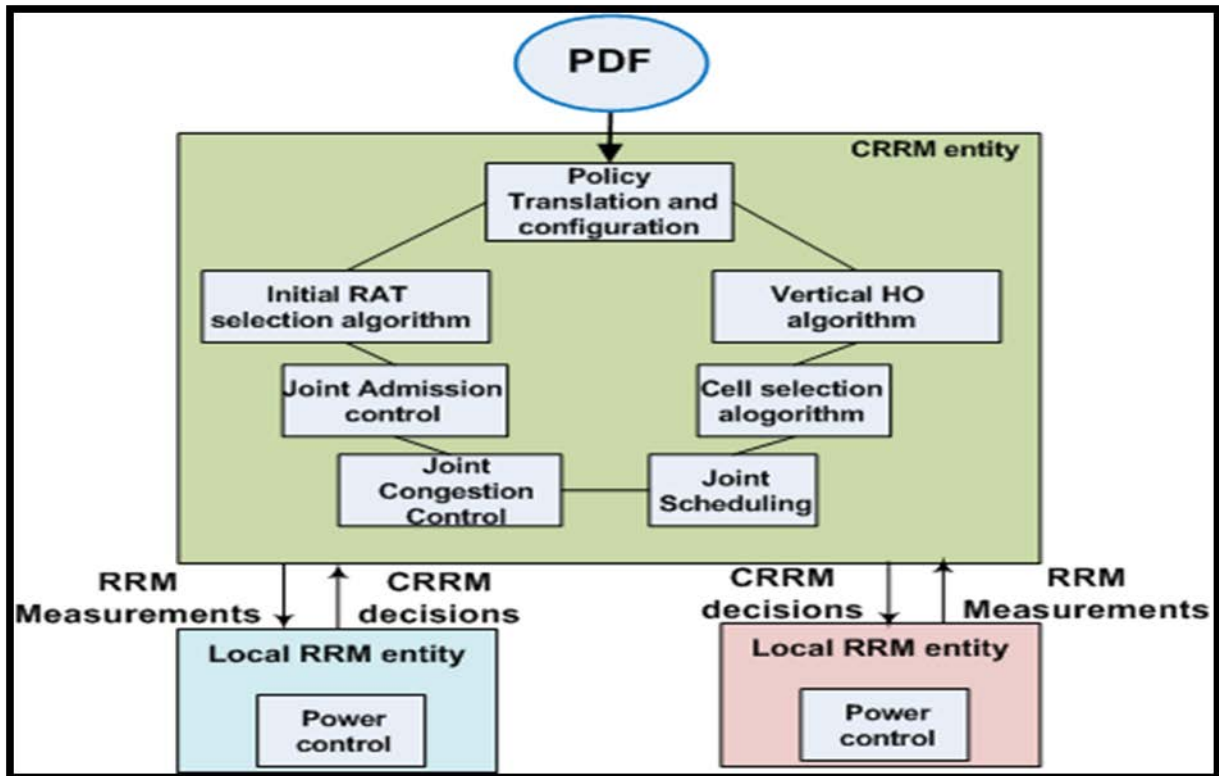 PDF
CRRM entity
Policy
Translation and
configuration
Initial RAT
selection algorithm
Vertical HO
algorithm
Joint Admission
control
Cell selection
alogorithm
Joint
Congestion
Control
Joint
Scheduling
RRM
Measurements
CRRM
decisions
CRRM
decisions
RRM
Measurements
Local RRM entity
Power
control
Local RRM entity
Power
control